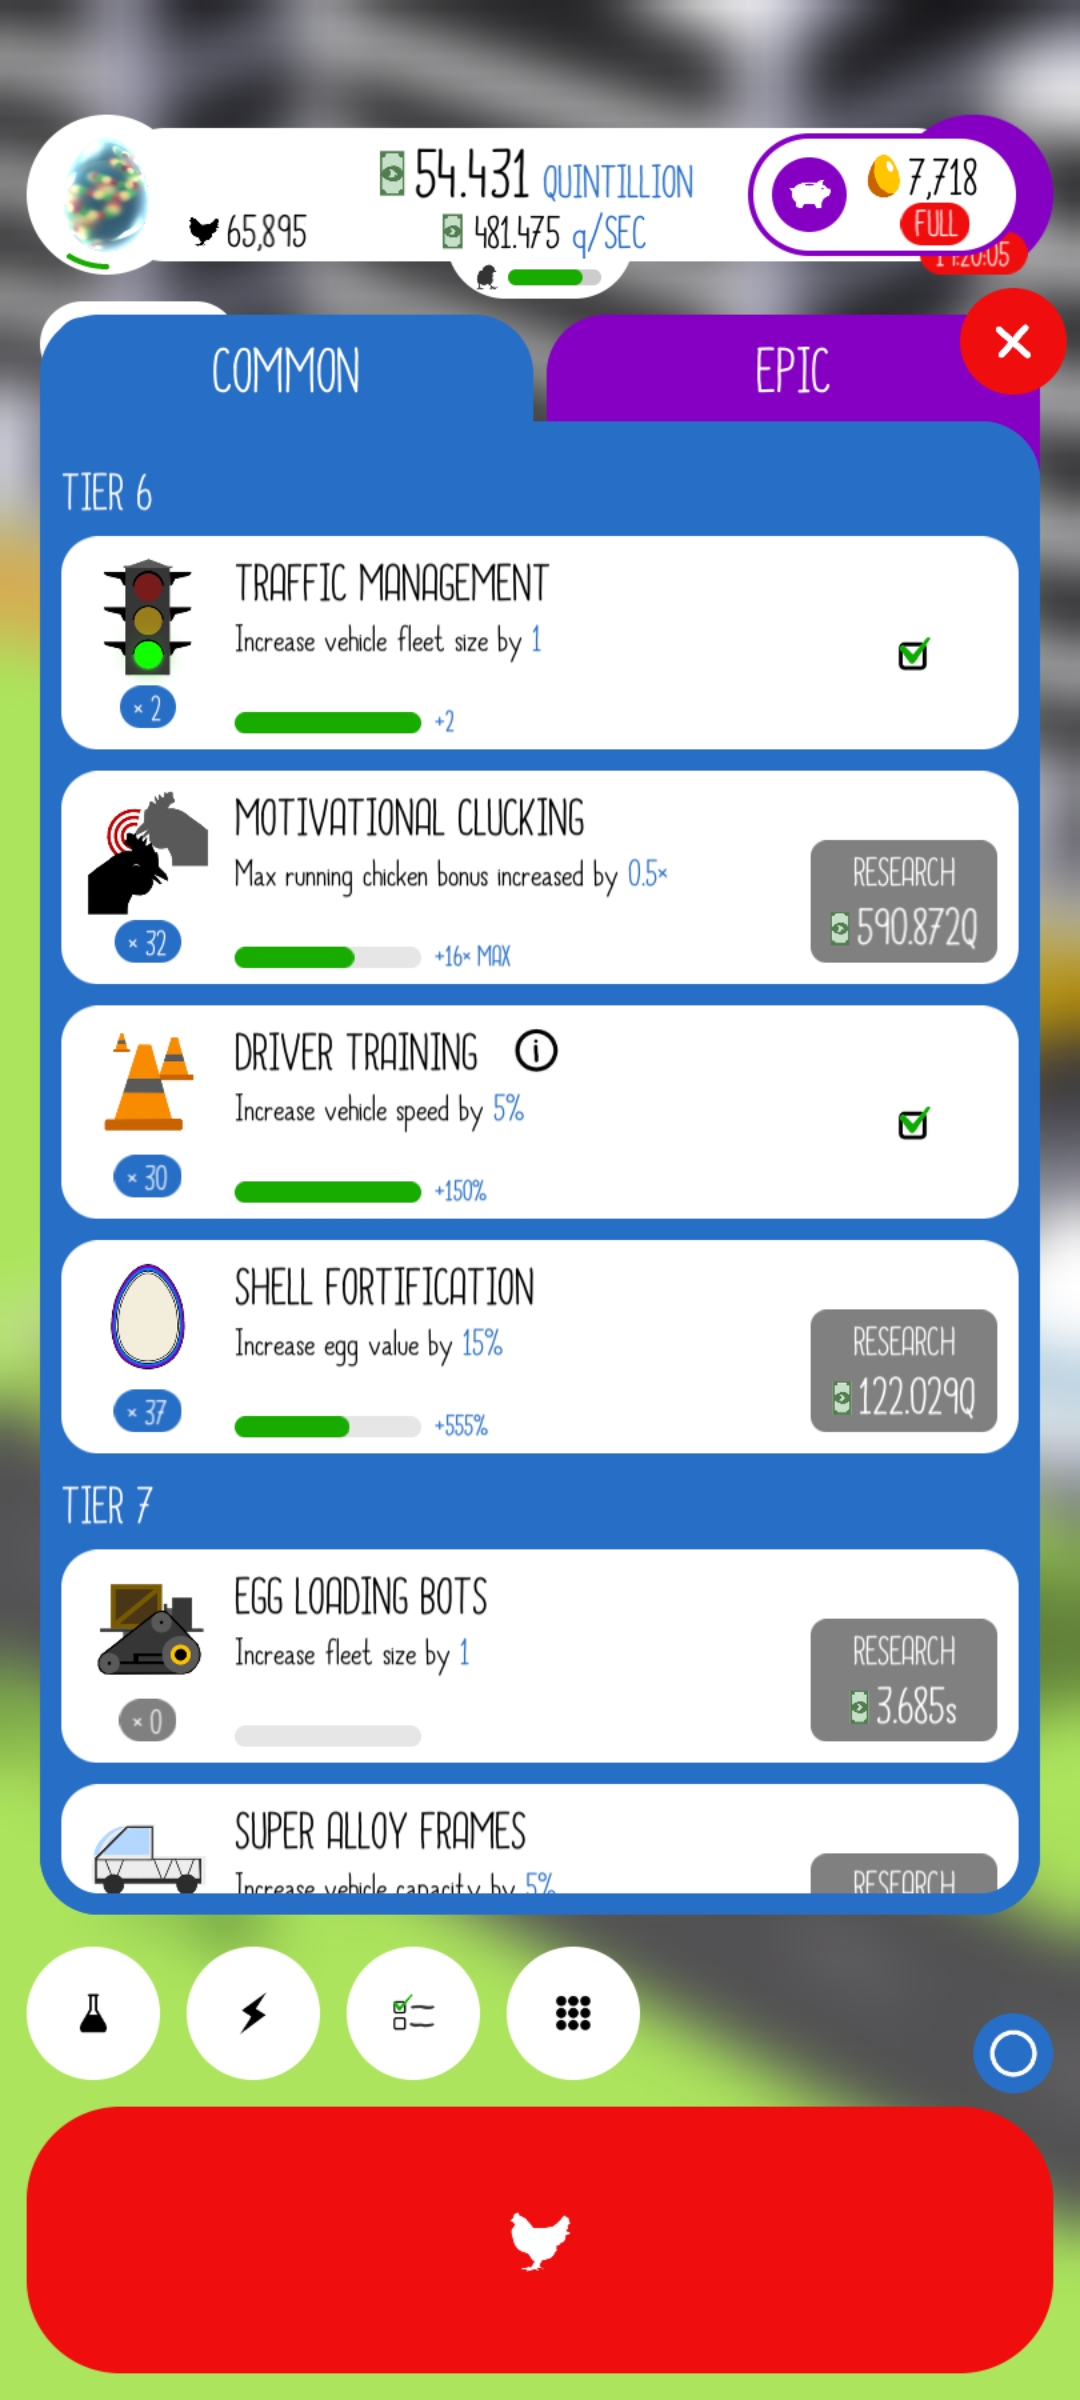 54.431 QUINTILLION
65,895
481.475 q/SEC
7,718
FULL
COMMON
EPIC
TIER 6
TRAFFIC MANAGEMENT
Increase vehicle fleet size by 1
× 2
+2
MOTIVATIONAL CLUCKING
Max running chicken bonus increased by 0.5×
× 32
+16× MAX
RESEARCH
590.872Q
DRIVER TRAINING
Increase vehicle speed by 5%
× 30
+150%
SHELL FORTIFICATION
Increase egg value by 15%
× 37
+555%
RESEARCH
122.029Q
TIER 7
EGG LOADING BOTS
Increase fleet size by 1
× 0
RESEARCH
3.685s
SUPER ALLOY FRAMES
Increase vehicle capacity by 5%
RESEARCH